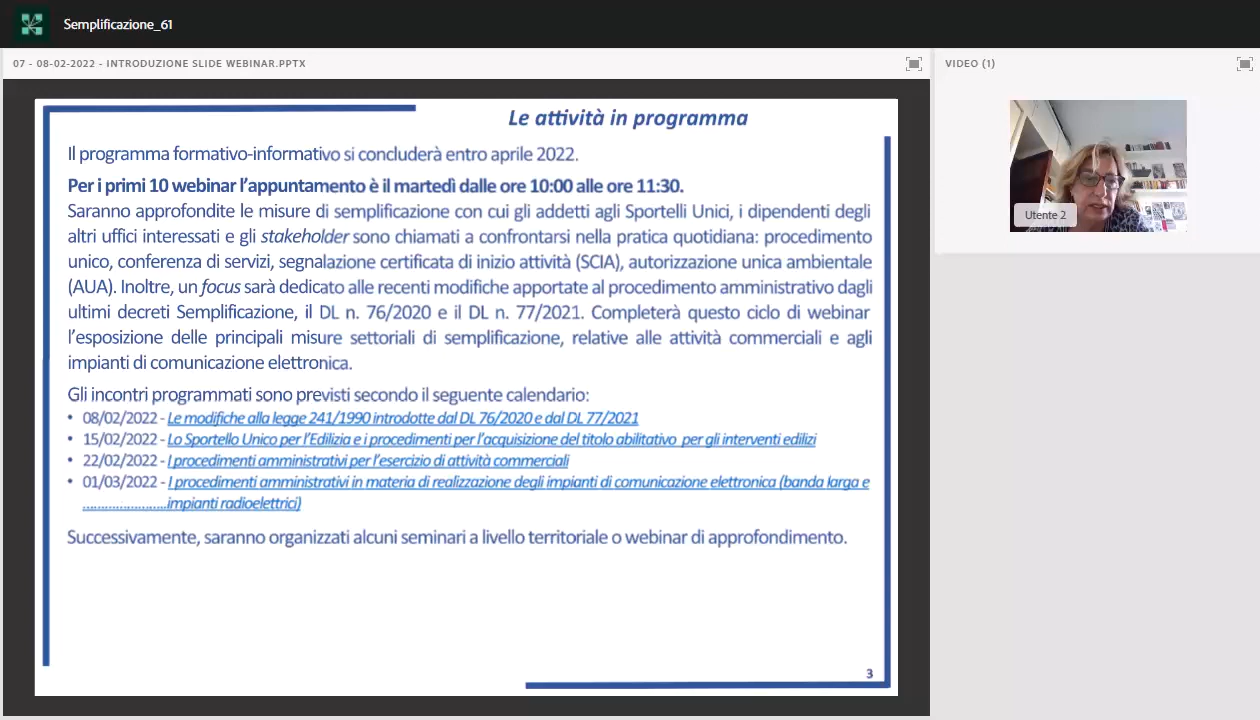 Semplificazione_61
07 - 08-02-2022 - INTRODUZIONE SLIDE WEBINAR.PPTX
VIDEO (1)
Le attività in programma
Il programma formativo-informativo si concluderà entro aprile 2022.
Per i primi 10 webinar l'appuntamento è il martedì dalle ore 10:00 alle ore 11:30.
Saranno approfondite le misure di semplificazione con cui gli addetti agli Sportelli Unici, i dipendenti degli
altri uffici interessati e gli stakeholder sono chiamati a confrontarsi nella pratica quotidiana: procedimento
unico, conferenza di servizi, segnalazione certificata di inizio attività (SCIA), autorizzazione unica ambientale
(AUA). Inoltre, un focus sarà dedicato alle recenti modifiche apportate al procedimento amministrativo dagli
ultimi decreti Semplificazione, il DL n. 76/2020 e il DL n. 77/2021. Completerà questo ciclo di webinar
l'esposizione delle principali misure settoriali di semplificazione, relative alle attività commerciali e agli
impianti di comunicazione elettronica.
Gli incontri programmati sono previsti secondo il seguente calendario:
• 08/02/2022 - Le modifiche alla legge 241/1990 introdotte dal DL 76/2020 e dal DL 77/2021
• 15/02/2022 - Lo Sportello Unico per l'Edilizia e i procedimenti per l'acquisizione del titolo abilitativo per gli interventi edilizi
• 22/02/2022 - I procedimenti amministrativi per l'esercizio di attività commerciali
• 01/03/2022 - I procedimenti amministrativi in materia di realizzazione degli impianti di comunicazione elettronica (banda larga e
.......................impianti radioelettrici)
Successivamente, saranno organizzati alcuni seminari a livello territoriale o webinar di approfondimento.
3
Utente 2